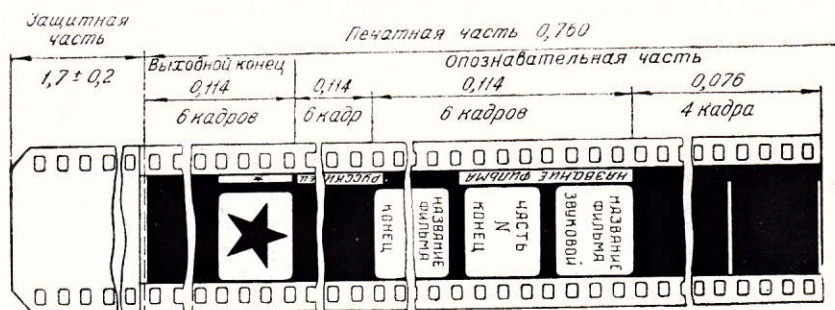 Защитная
часть
Печатная часть 0,760
1,7 ± 0,2
Выходной конец
Опознавательная часть
0,114
0,114
0,114
0,076
6 кадров
6 кадр
6 кадров
4 кадра
РУССКИЙ
НАЗВАНИЕ ФИЛЬМА
КОНЕЦ
НАЗВАНИЕ
ФИЛЬМА
ЧАСТЬ
N
КОНЕЦ
НАЗВАНИЕ
ФИЛЬМА
ЗВУКОВОЙ